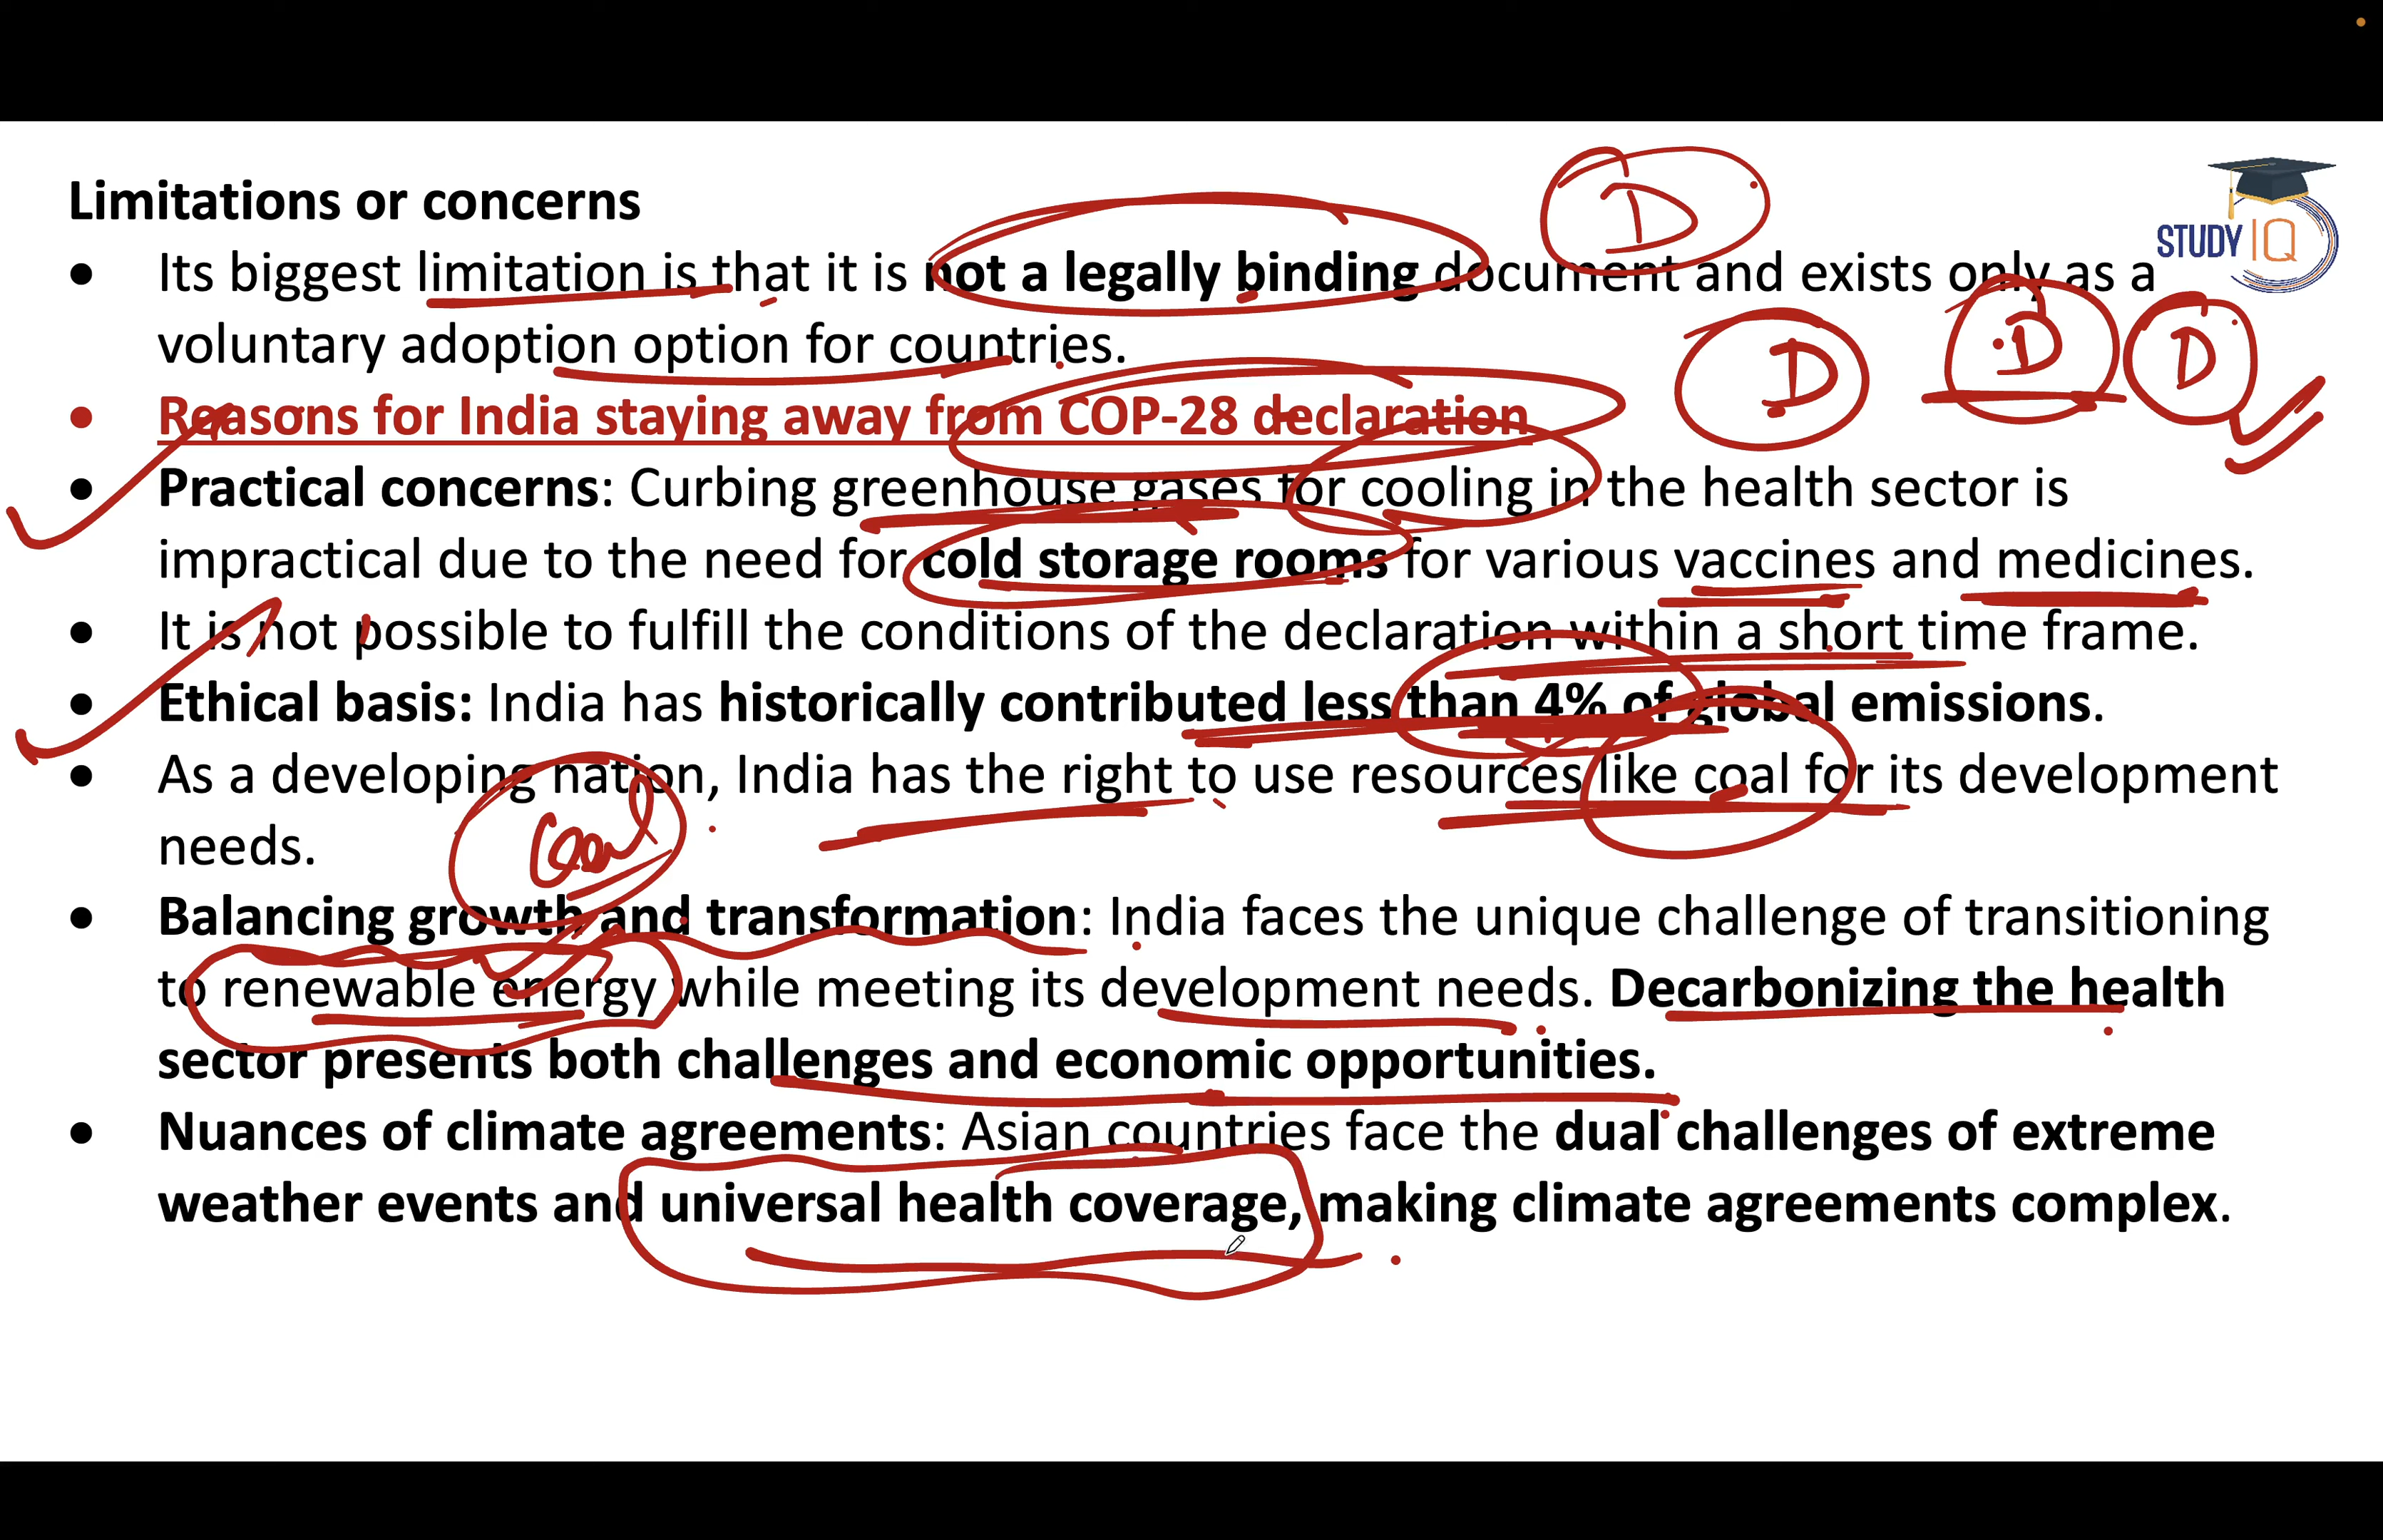 Limitations or concerns
D
STUDY IQ
• Its biggest limitation is that it is not a legally binding document and exists only as a
voluntary adoption option for countries.
D D D
• Reasons for India staying away from COP-28 declaration
• Practical concerns: Curbing greenhouse gases for cooling in the health sector is
impractical due to the need for cold storage rooms for various vaccines and medicines.
• It is not possible to fulfill the conditions of the declaration within a short time frame.
• Ethical basis: India has historically contributed less than 4% of global emissions.
• As a developing nation, India has the right to use resources like coal for its development
needs.
Coal
• Balancing growth and transformation: India faces the unique challenge of transitioning
to renewable energy while meeting its development needs. Decarbonizing the health
sector presents both challenges and economic opportunities.
• Nuances of climate agreements: Asian countries face the dual challenges of extreme
weather events and universal health coverage, making climate agreements complex.